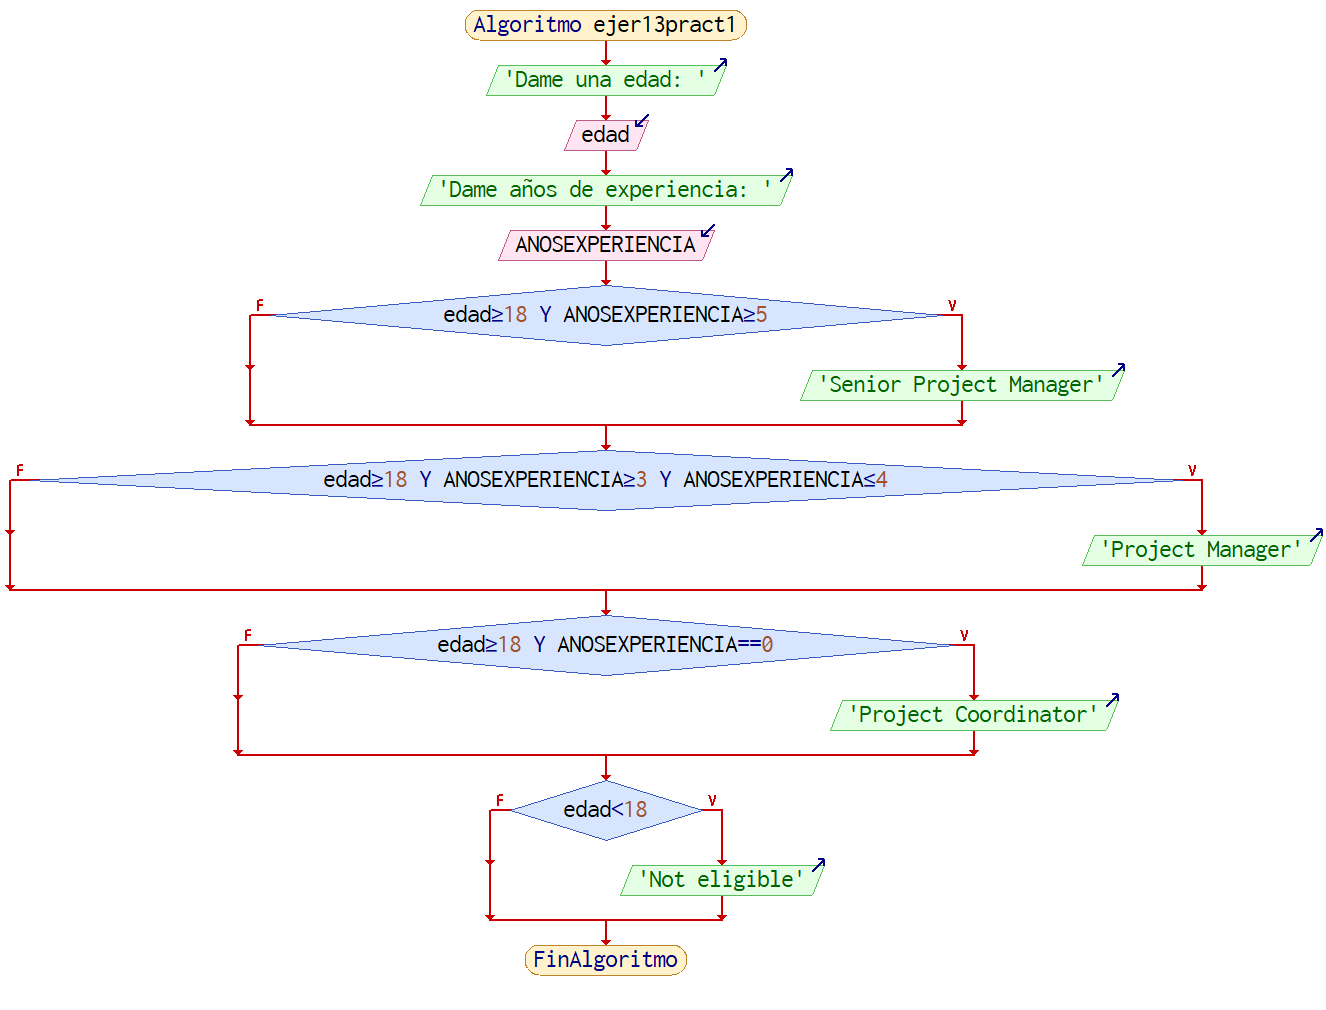 Algoritmo ejer13pract1
'Dame una edad: '
edad
'Dame años de experiencia: '
ANOSEXPERIENCIA
F
V
edad≥18 Y ANOSEXPERIENCIA≥5
'Senior Project Manager'
F
V
edad≥18 Y ANOSEXPERIENCIA≥3 Y ANOSEXPERIENCIA≤4
'Project Manager'
F
V
edad≥18 Y ANOSEXPERIENCIA==0
'Project Coordinator'
F
V
edad<18
'Not eligible'
FinAlgoritmo